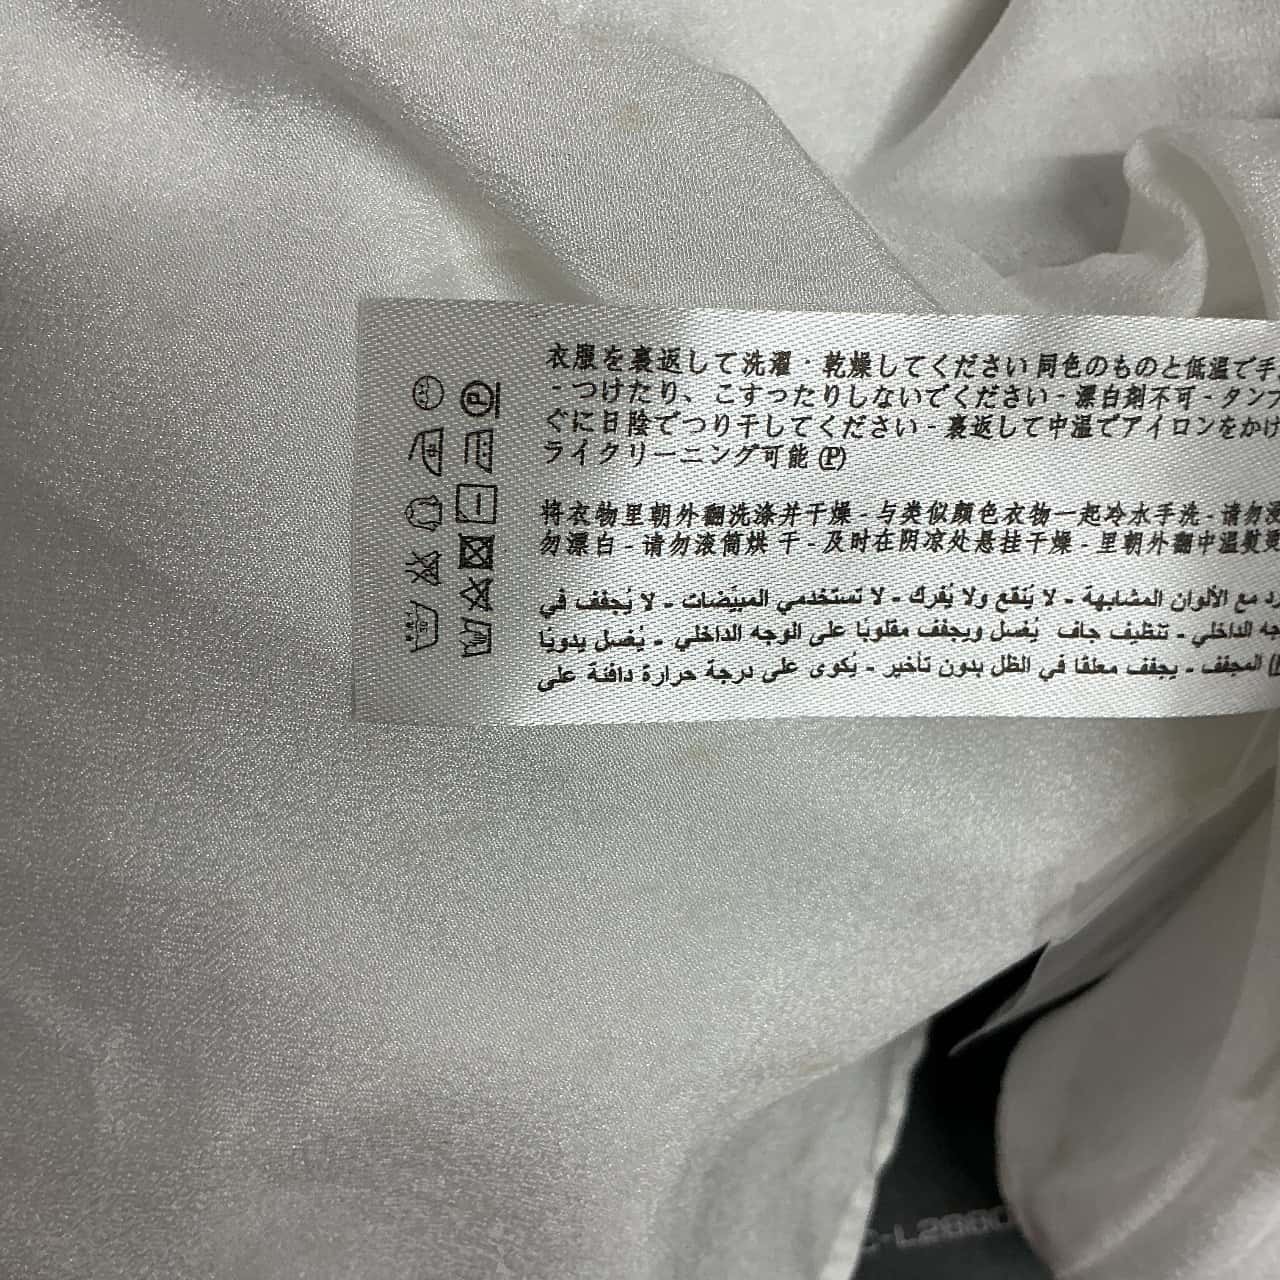 衣服を裏返して洗濯・乾燥してください 同色のものと低温で手
- つけたり、こすったりしないでください - 漂白剤不可 - タンブ
ぐに日陰でつり干してください - 裏返して中温でアイロンをかけ
ライクリーニング可能 (P)
将衣物里朝外翻洗涤并干燥 - 与类似颜色衣物一起冷水手洗 - 请勿浸
勿漂白 - 请勿滚筒烘 干 - 及时在阴凉处悬挂干燥 - 里朝外翻中温熨烫
رد مع الألوان المشابهة - لا يُنقع ولا يُفرك - لا تستخدمي المبيّضات - لا يُجفف في
جه الداخلي - تنظيف جاف يُغسل ويجفف مقلوبًا على الوجه الداخلي - يُغسل يدويًا
المجفف - يجفف معلقًا في الظل بدون تأخير - يُكوى على درجة حرارة دافئة على
P